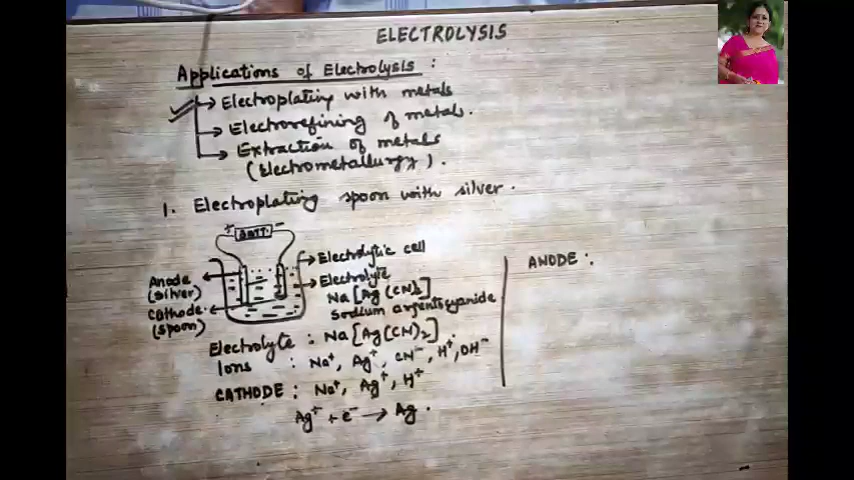 ELECTROLYSIS
Applications of Electrolysis :
→ Electroplating with metals
→ Electrorefining of metals.
→ Extraction of metals
(Electrometallurgy).
1. Electroplating spoon with silver.
+ BATT. −
Anode
(silver)
Cathode
(spoon)
Electrolytic cell
Electrolyte
Na [Ag (CN)₂]
Sodium argentocyanide
Electrolyte : Na [Ag(CN)₂] .
Ions : Na⁺, Ag⁺, CN⁻, H⁺, OH⁻
CATHODE : Na⁺, Ag⁺, H⁺
Ag⁺ + e⁻ → Ag .
ANODE :